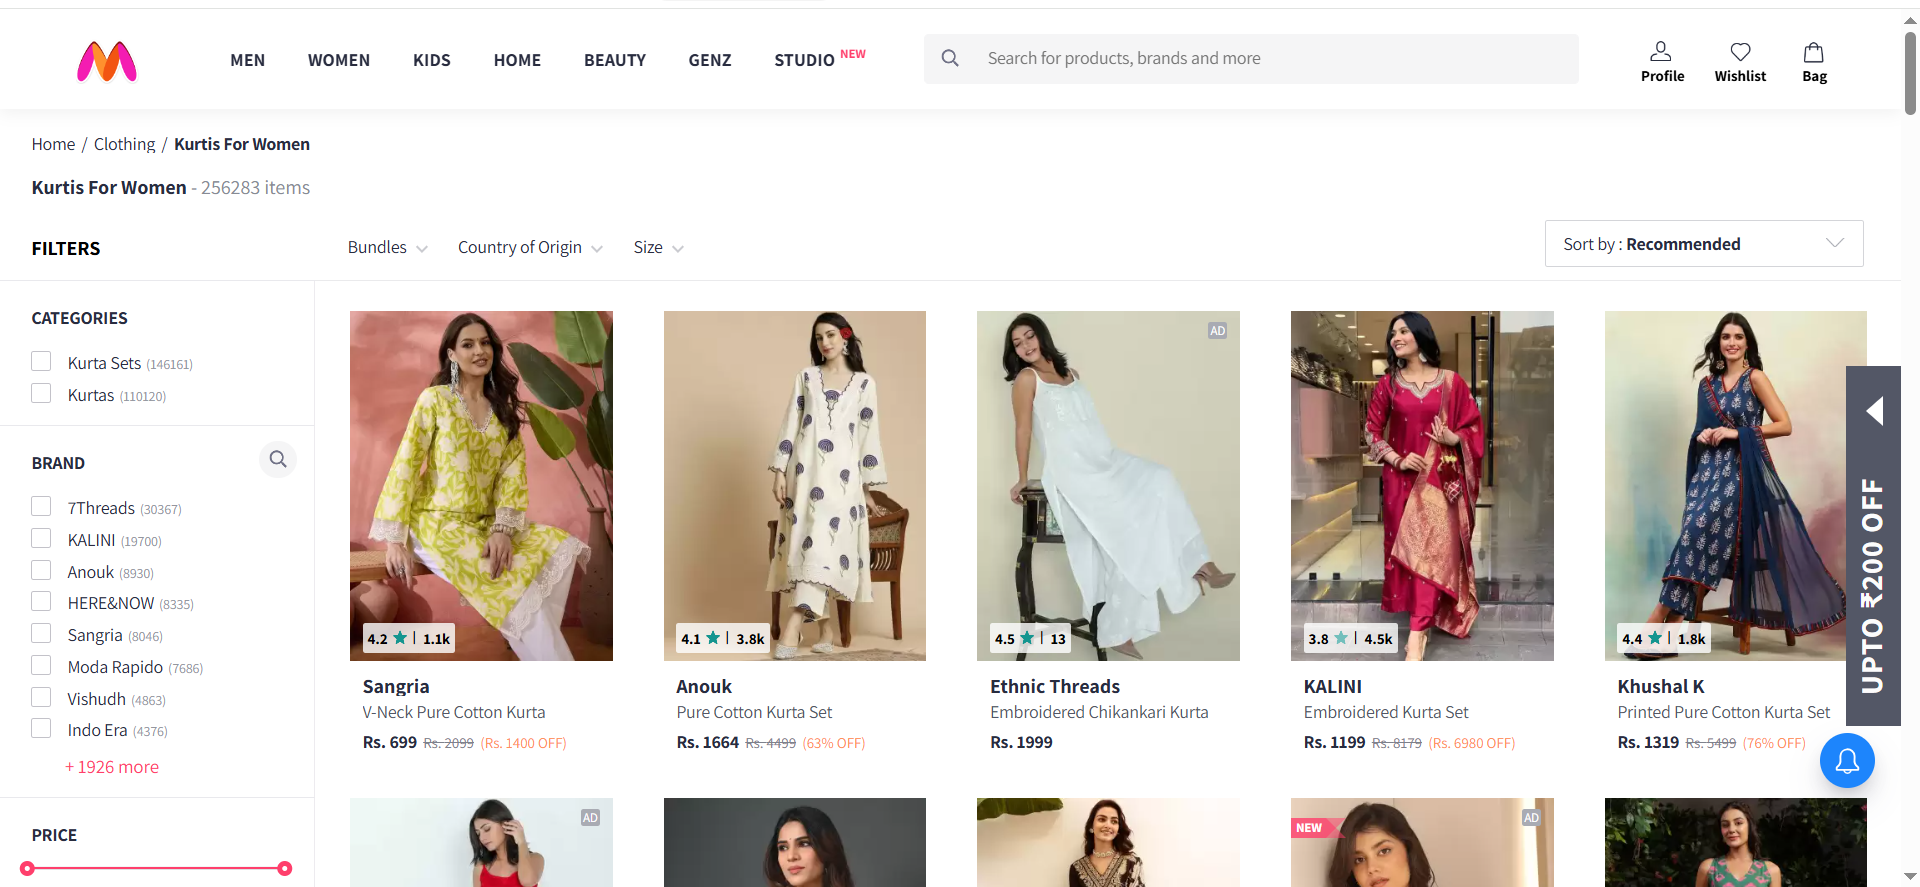 MEN WOMEN KIDS HOME BEAUTY GENZ STUDIO NEW
Search for products, brands and more
Profile Wishlist Bag
Home / Clothing / Kurtis For Women
Kurtis For Women - 256283 items
FILTERS
Bundles Country of Origin Size
Sort by : Recommended
CATEGORIES
Kurta Sets (146161)
Kurtas (110120)
BRAND
7Threads (30367)
KALINI (19700)
Anouk (8930)
HERE&NOW (8335)
Sangria (8046)
Moda Rapido (7686)
Vishudh (4863)
Indo Era (4376)
+ 1926 more
PRICE
4.2 | 1.1k
Sangria
V-Neck Pure Cotton Kurta
Rs. 699 Rs. 2099 (Rs. 1400 OFF)
4.1 | 3.8k
Anouk
Pure Cotton Kurta Set
Rs. 1664 Rs. 4499 (63% OFF)
AD
4.5 | 13
Ethnic Threads
Embroidered Chikankari Kurta
Rs. 1999
3.8 | 4.5k
KALINI
Embroidered Kurta Set
Rs. 1199 Rs. 8179 (Rs. 6980 OFF)
4.4 | 1.8k
Khushal K
Printed Pure Cotton Kurta Set
Rs. 1319 Rs. 5499 (76% OFF)
UPTO ₹200 OFF
AD
NEW
AD